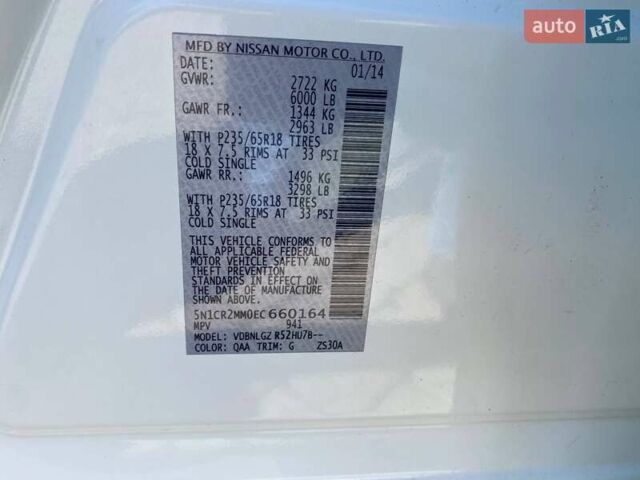 auto RIA
MFD BY NISSAN MOTOR CO., LTD.
DATE: 01/14
GVWR: 2722 KG
6000 LB
GAWR FR.: 1344 KG
2963 LB
WITH P235/65R18 TIRES
18 X 7.5 RIMS AT 33 PSI
COLD SINGLE
GAWR RR.: 1496 KG
3298 LB
WITH P235/65R18 TIRES
18 X 7.5 RIMS AT 33 PSI
COLD SINGLE
THIS VEHICLE CONFORMS TO
ALL APPLICABLE FEDERAL
MOTOR VEHICLE SAFETY AND
THEFT PREVENTION
STANDARDS IN EFFECT ON
THE DATE OF MANUFACTURE
SHOWN ABOVE.
5N1CR2MM0EC660164
MPV 941
MODEL: VDBNLGZ R52HU7B--
COLOR: QAA TRIM: G ZS30A